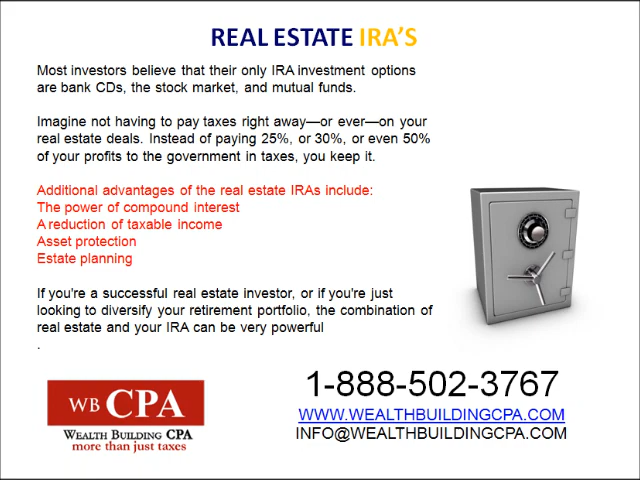 REAL ESTATE IRA'S
Most investors believe that their only IRA investment options
are bank CDs, the stock market, and mutual funds.
Imagine not having to pay taxes right away—or ever—on your
real estate deals. Instead of paying 25%, or 30%, or even 50%
of your profits to the government in taxes, you keep it.
Additional advantages of the real estate IRAs include:
The power of compound interest
A reduction of taxable income
Asset protection
Estate planning
If you're a successful real estate investor, or if you're just
looking to diversify your retirement portfolio, the combination of
real estate and your IRA can be very powerful
.
WB CPA
WEALTH BUILDING CPA
more than just taxes
1-888-502-3767
WWW.WEALTHBUILDINGCPA.COM
INFO@WEALTHBUILDINGCPA.COM